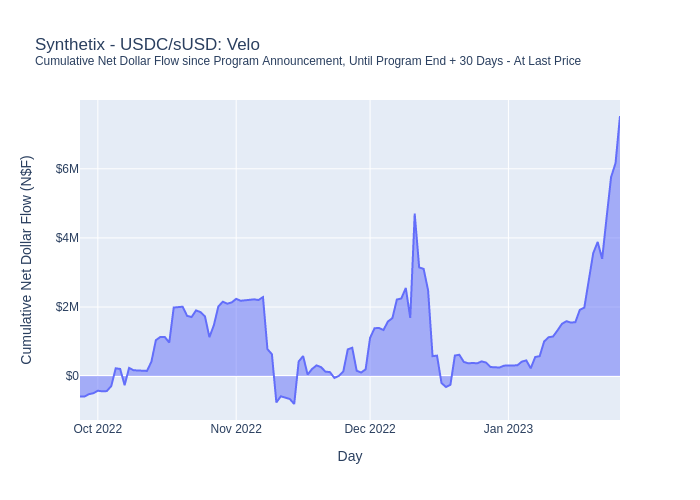 Synthetix - USDC/sUSD: Velo
Cumulative Net Dollar Flow since Program Announcement, Until Program End + 30 Days - At Last Price
Cumulative Net Dollar Flow (N$F)
$6M
$4M
$2M
$0
Oct 2022
Nov 2022
Dec 2022
Jan 2023
Day